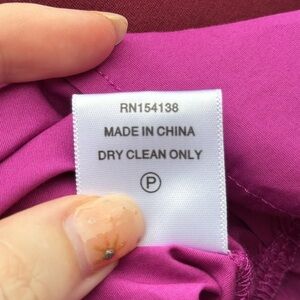 RN154138
MADE IN CHINA
DRY CLEAN ONLY
P